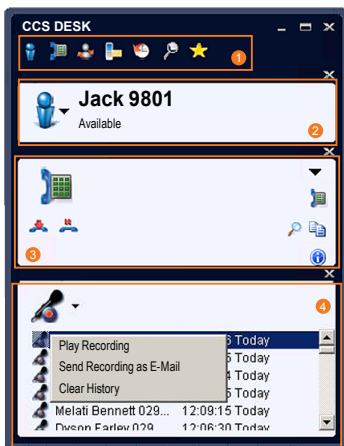 CCS DESK
1
Jack 9801
Available
2
3
4
6 Today
Play Recording
5 Today
Send Recording as E-Mail
4 Today
Clear History
5 Today
Melati Bennett 029... 12:09:15 Today
Dyson Farley 029 12:06:30 Today